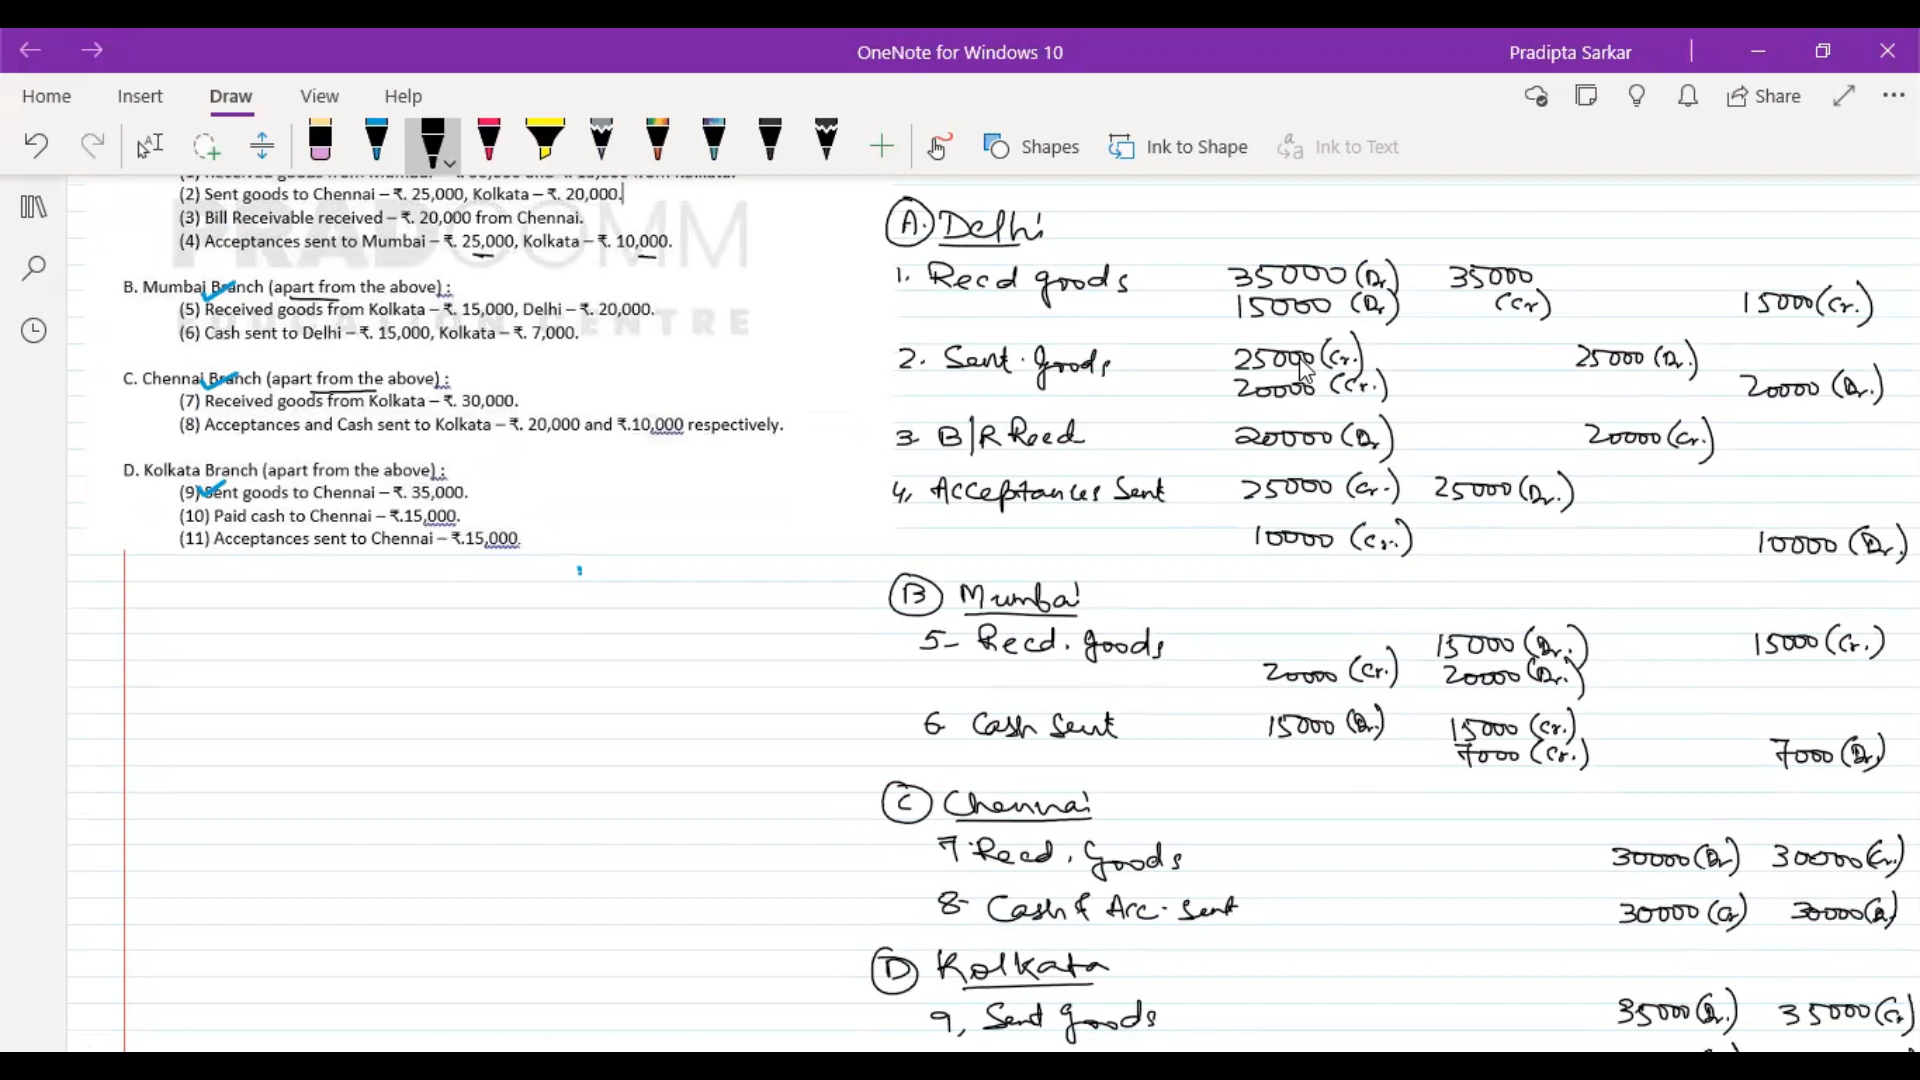 OneNote for Windows 10
Pradipta Sarkar
Home Insert Draw View Help
Share
Shapes Ink to Shape Ink to Text
(2) Sent goods to Chennai – ₹. 25,000, Kolkata – ₹. 20,000.
(3) Bill Receivable received – ₹. 20,000 from Chennai.
(4) Acceptances sent to Mumbai – ₹. 25,000, Kolkata – ₹. 10,000.
PRADCOMM
EDUCATION CENTRE
B. Mumbai Branch (apart from the above) :
(5) Received goods from Kolkata – ₹. 15,000, Delhi – ₹. 20,000.
(6) Cash sent to Delhi – ₹. 15,000, Kolkata – ₹. 7,000.
C. Chennai Branch (apart from the above) :
(7) Received goods from Kolkata – ₹. 30,000.
(8) Acceptances and Cash sent to Kolkata – ₹. 20,000 and ₹.10,000 respectively.
D. Kolkata Branch (apart from the above) :
(9) Sent goods to Chennai – ₹. 35,000.
(10) Paid cash to Chennai – ₹.15,000.
(11) Acceptances sent to Chennai – ₹.15,000.
A. Delhi
1. Recd goods 35000 (Dr) 35000
15000 (Dr) (Cr) 15000 (Cr.)
2. Sent. goods 25000 (Cr.) 25000 (Dr.)
20000 (Cr.) 20000 (Dr.)
3. B/R Recd 20000 (Dr) 20000 (Cr.)
4, Acceptances Sent 25000 (Cr.) 25000 (Dr.)
10000 (Cr.) 10000 (Dr.)
B Mumbai
5- Recd. goods 15000 (Dr.) 15000 (Cr.)
20000 (Cr.) 20000 (Dr.)
6- Cash Sent 15000 (Dr.) 15000 (Cr.)
7000 (Cr.) 7000 (Dr.)
C Chennai
7. Recd. Goods 30000 (Dr) 30000 (Cr.)
8- Cash & Acc. Sent 30000 (Cr) 30000 (Dr)
D Kolkata
9, Sent Goods 35000 (Dr.) 35000 (Cr)